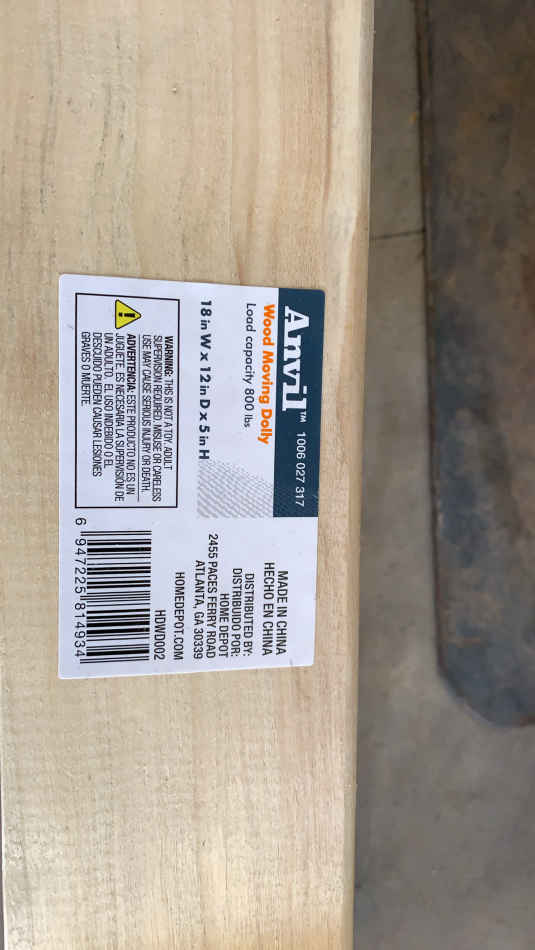 Anvil™ 1006 027 317
Wood Moving Dolly
Load capacity 800 lbs
18 in W x 12 in D x 5 in H
WARNING: THIS IS NOT A TOY. ADULT
SUPERVISION REQUIRED. MISUSE OR CARELESS
USE MAY CAUSE SERIOUS INJURY OR DEATH.
ADVERTENCIA: ESTE PRODUCTO NO ES UN
JUGUETE. ES NECESARIA LA SUPERVISIÓN DE
UN ADULTO. EL USO INDEBIDO O EL
DESCUIDO PUEDEN CAUSAR LESIONES
GRAVES O MUERTE.
MADE IN CHINA
HECHO EN CHINA
DISTRIBUTED BY:
DISTRIBUIDO POR:
HOME DEPOT
2455 PACES FERRY ROAD
ATLANTA, GA 30339
HOMEDEPOT.COM
HDWD002
6 947225 814934